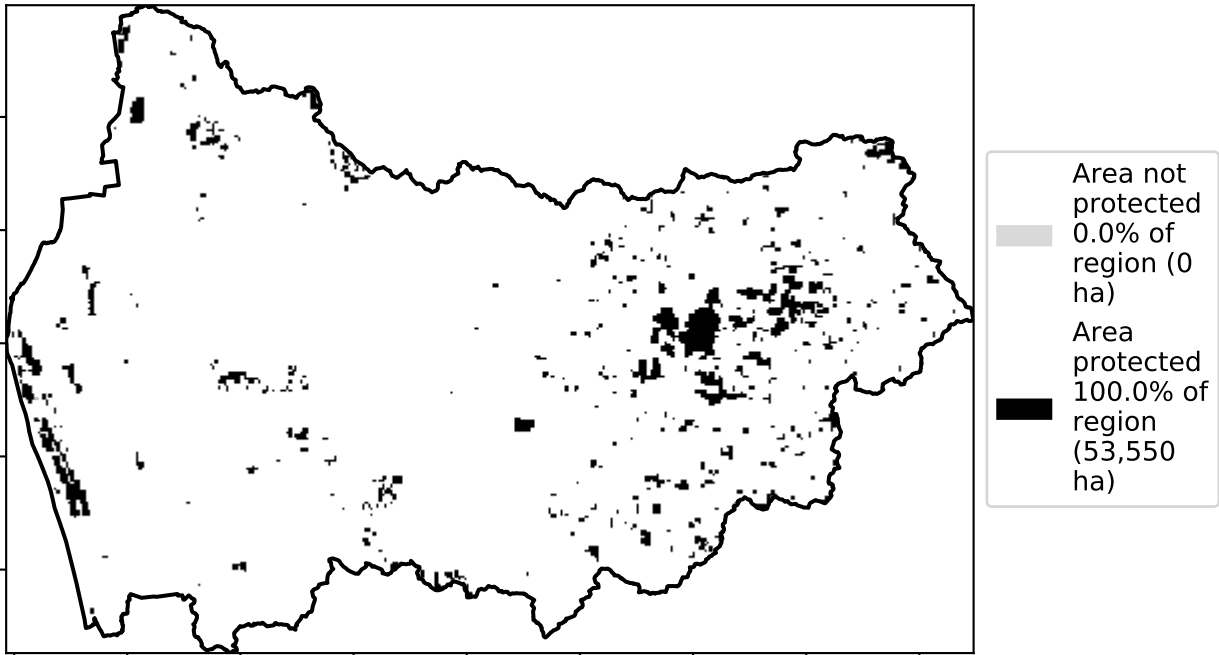 Area not
protected
0.0% of
region (0
ha)
Area
protected
100.0% of
region
(53,550
ha)